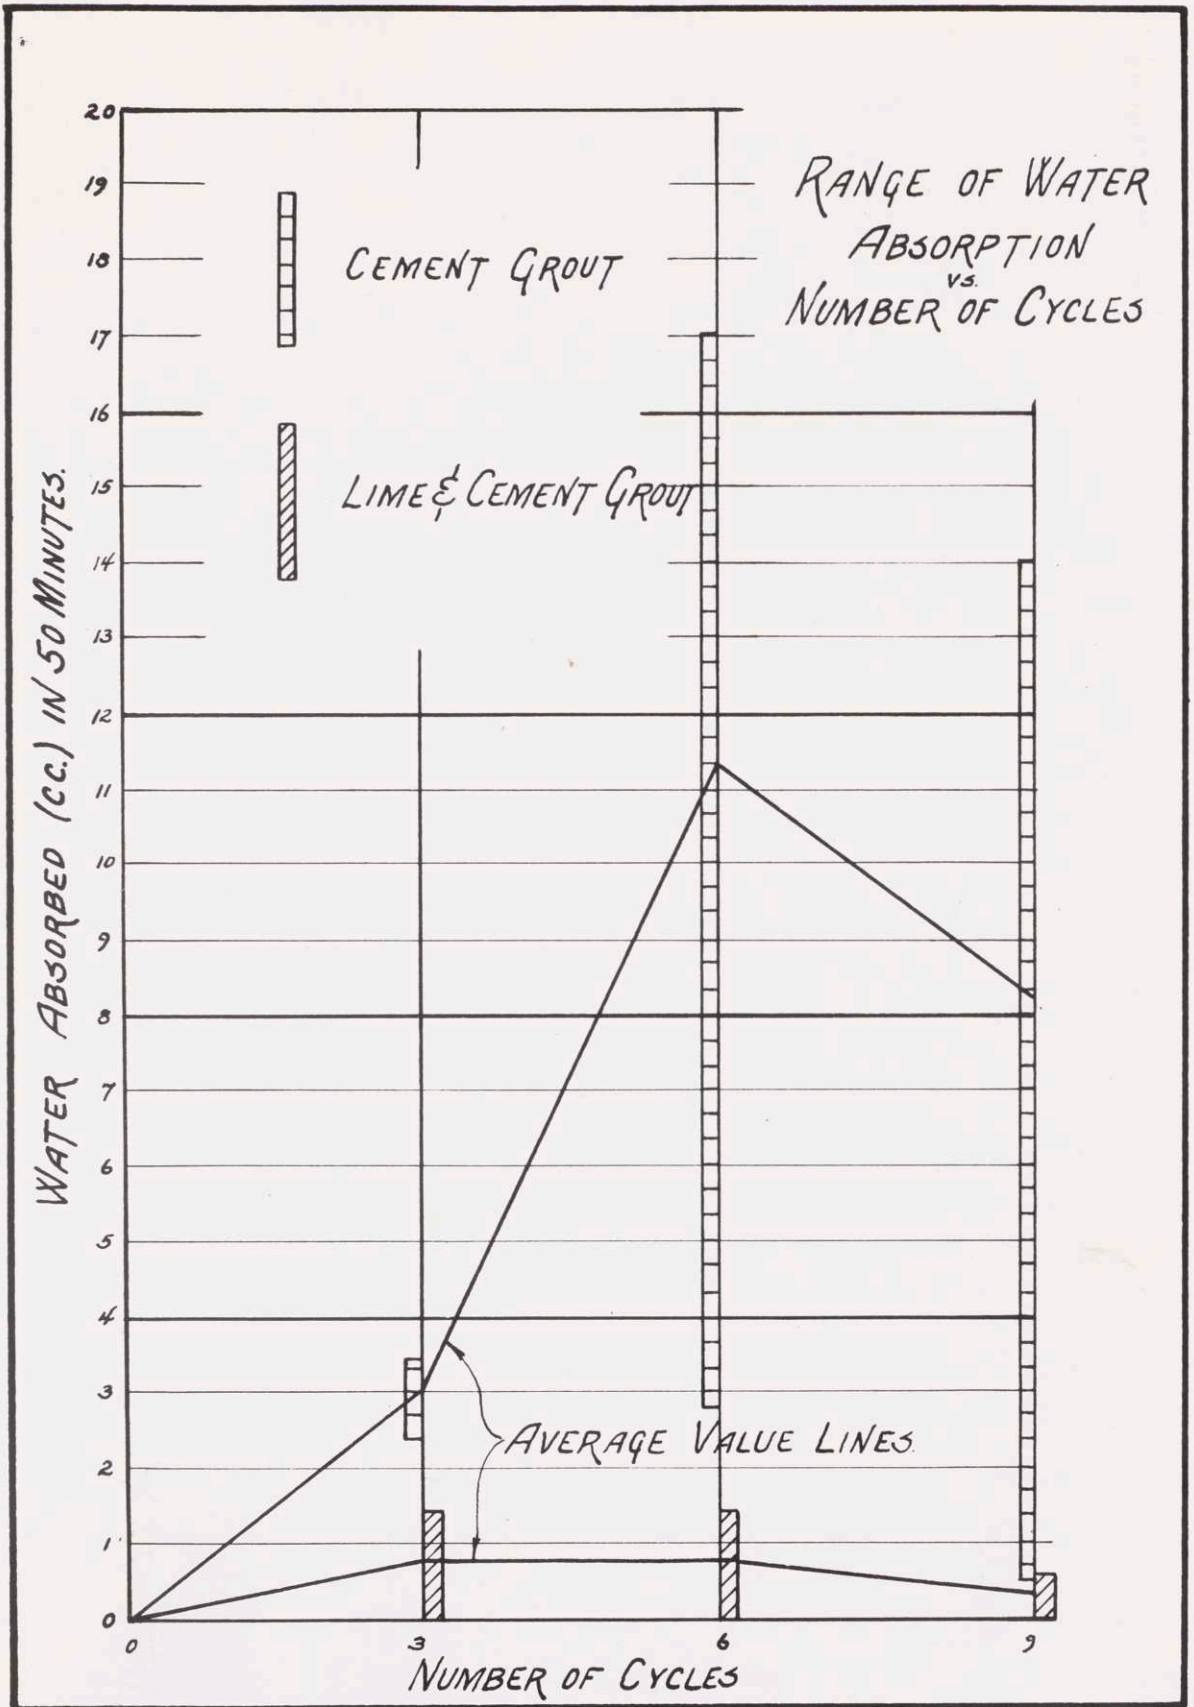 RANGE OF WATER
ABSORPTION
VS.
NUMBER OF CYCLES
CEMENT GROUT
LIME & CEMENT GROUT
AVERAGE VALUE LINES.
WATER ABSORBED (CC.) IN 50 MINUTES.
20
19
18
17
16
15
14
13
12
11
10
9
8
7
6
5
4
3
2
1
0
0 3 6 9
NUMBER OF CYCLES